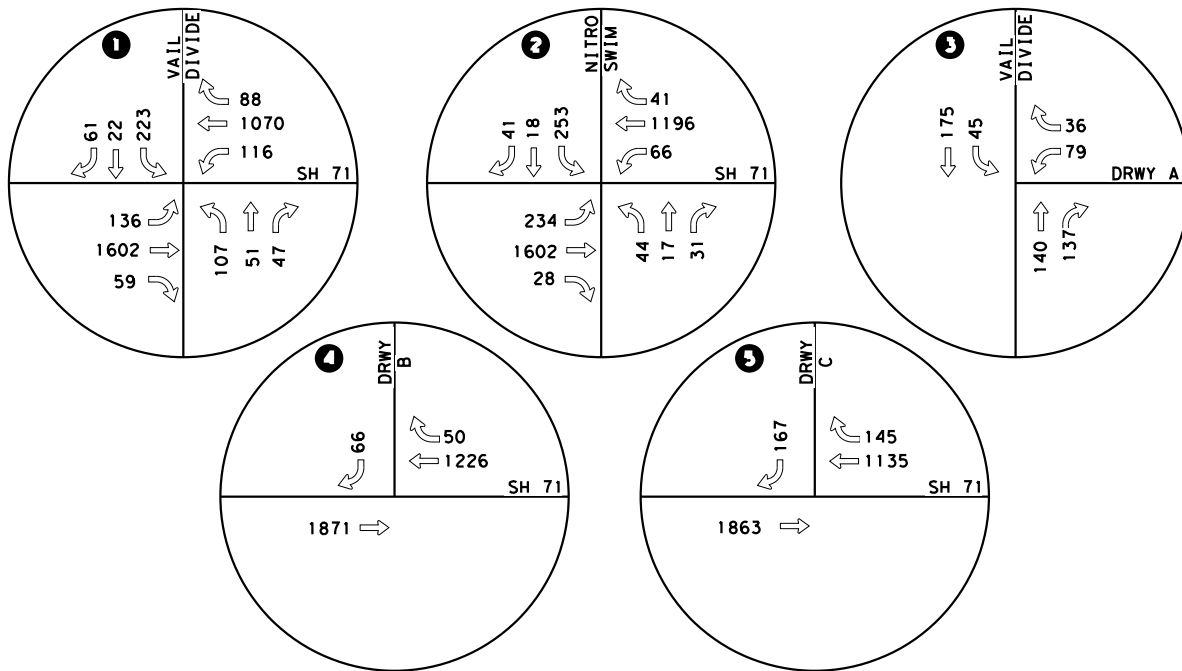 1
VAIL
DIVIDE
61
22
223
88
1070
116
SH 71
136
1602
59
107
51
47
2
NITRO
SWIM
41
18
253
41
1196
66
SH 71
234
1602
28
44
17
31
3
VAIL
DIVIDE
175
45
36
79
DRWY A
140
137
4
DRWY
B
66
50
1226
SH 71
1871
5
DRWY
C
167
145
1135
SH 71
1863